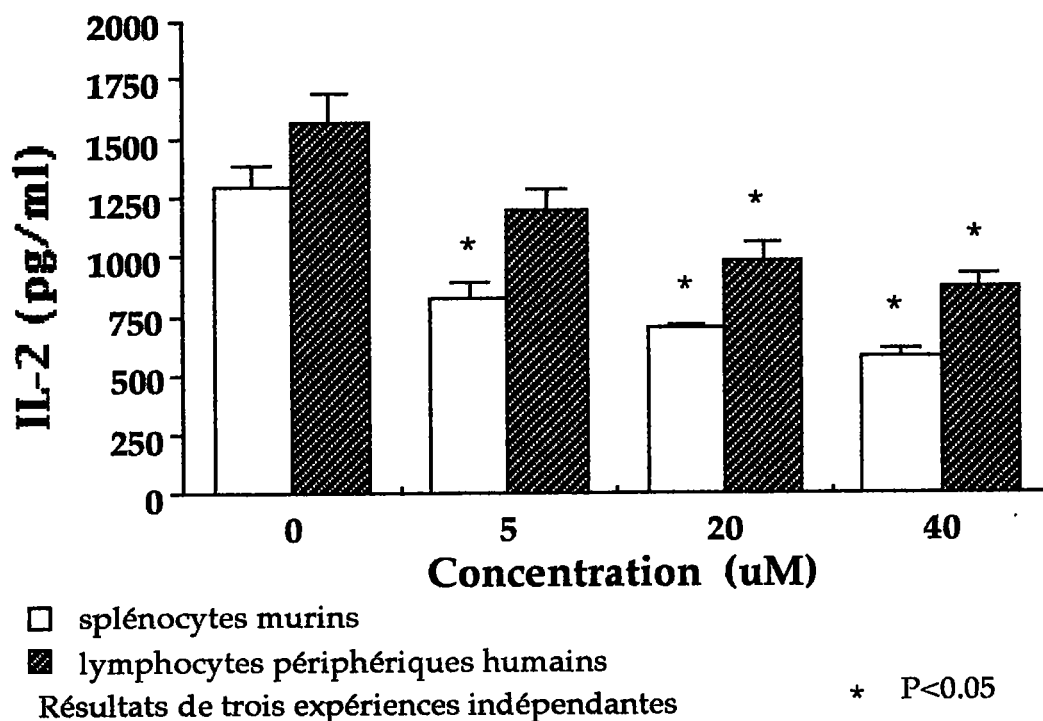 2000
1750
1500
1250
1000
750
500
250
0
IL-2 (pg/ml)
*
*
*
*
*
0 5 20 40
Concentration (uM)
splénocytes murins
lymphocytes périphériques humains
Résultats de trois expériences indépendantes
* P<0.05